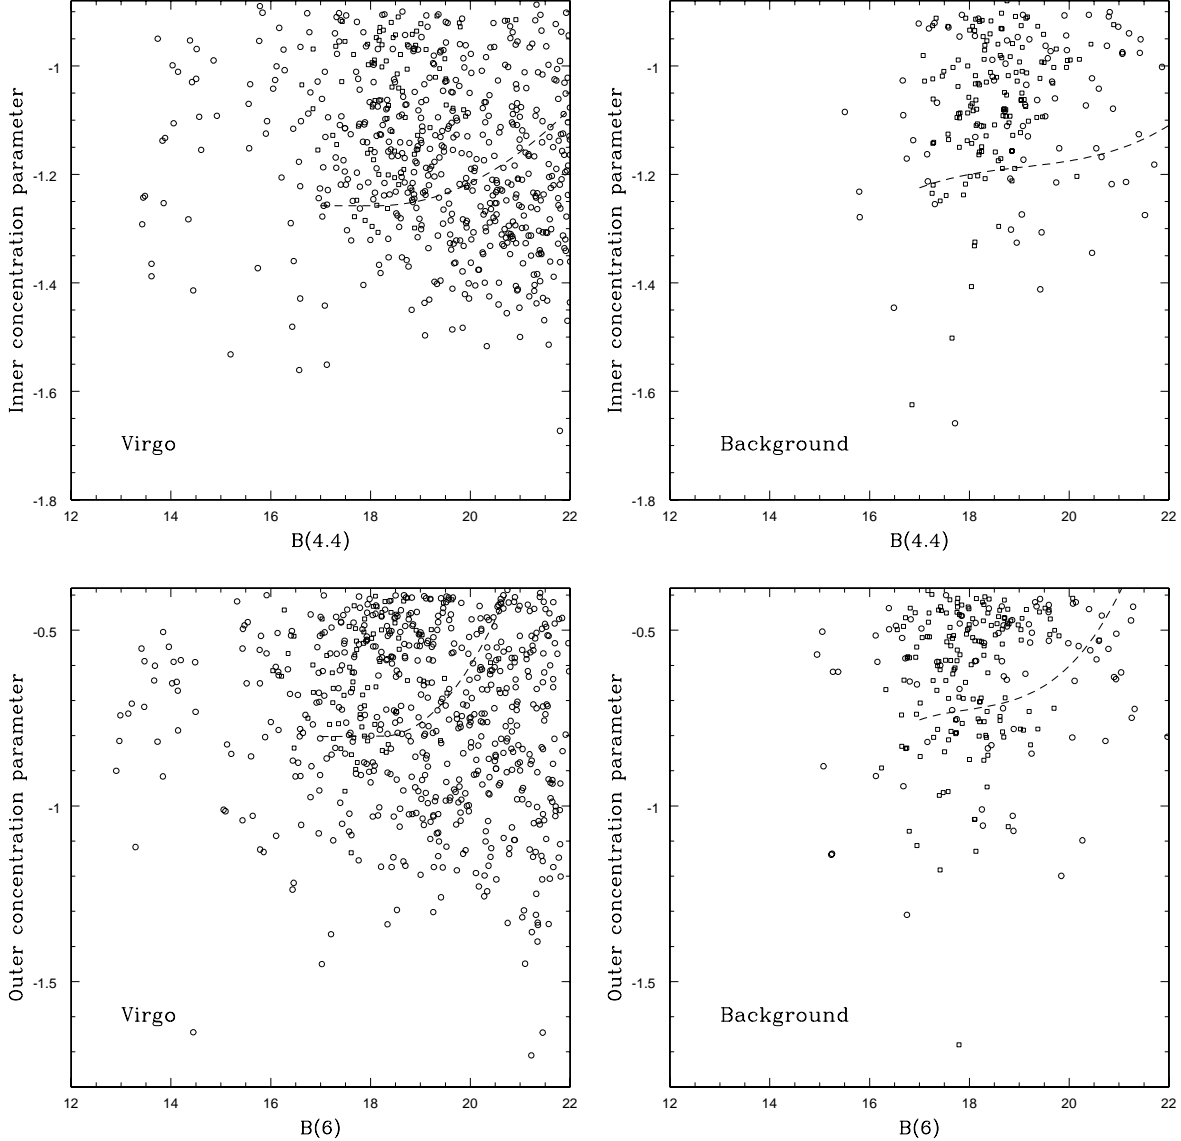 Inner concentration parameter
-1
-1.2
-1.4
-1.6
-1.8
Virgo
12 14 16 18 20 22
B(4.4)
Inner concentration parameter
-1
-1.2
-1.4
-1.6
-1.8
Background
12 14 16 18 20 22
B(4.4)
Outer concentration parameter
-0.5
-1
-1.5
Virgo
12 14 16 18 20 22
B(6)
Outer concentration parameter
-0.5
-1
-1.5
Background
12 14 16 18 20 22
B(6)